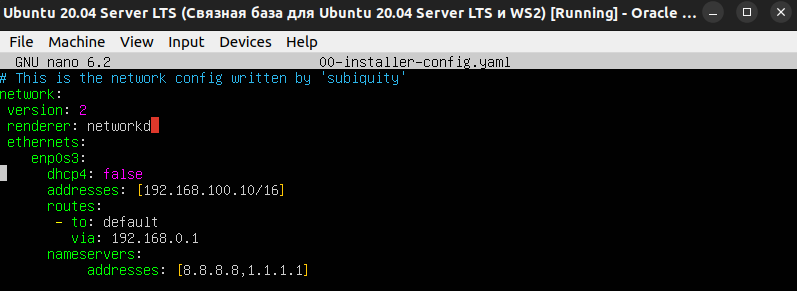 Ubuntu 20.04 Server LTS (Связная база для Ubuntu 20.04 Server LTS и WS2) [Running] - Oracle ...
File Machine View Input Devices Help
GNU nano 6.2 00-installer-config.yaml
# This is the network config written by 'subiquity'
network:
version: 2
renderer: networkd
ethernets:
enp0s3:
dhcp4: false
addresses: [192.168.100.10/16]
routes:
- to: default
via: 192.168.0.1
nameservers:
addresses: [8.8.8.8,1.1.1.1]